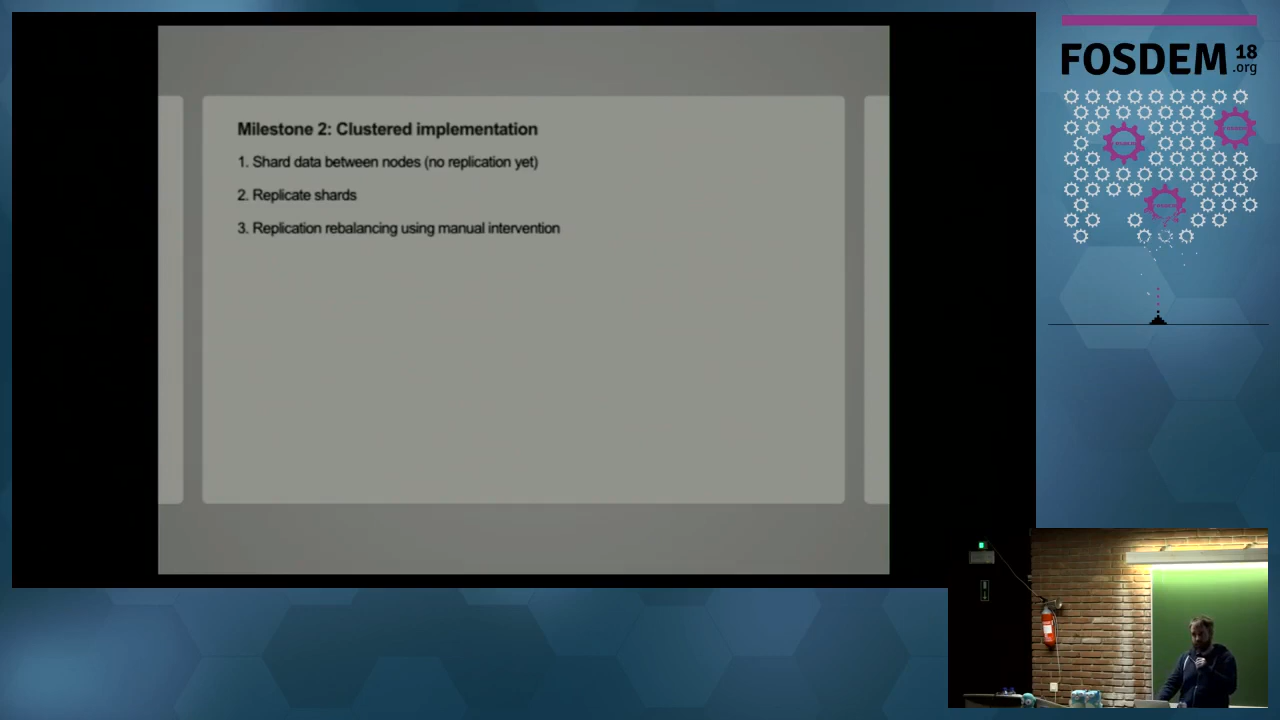 Milestone 2: Clustered implementation
1. Shard data between nodes (no replication yet)
2. Replicate shards
3. Replication rebalancing using manual intervention
FOSDEM 18
.org